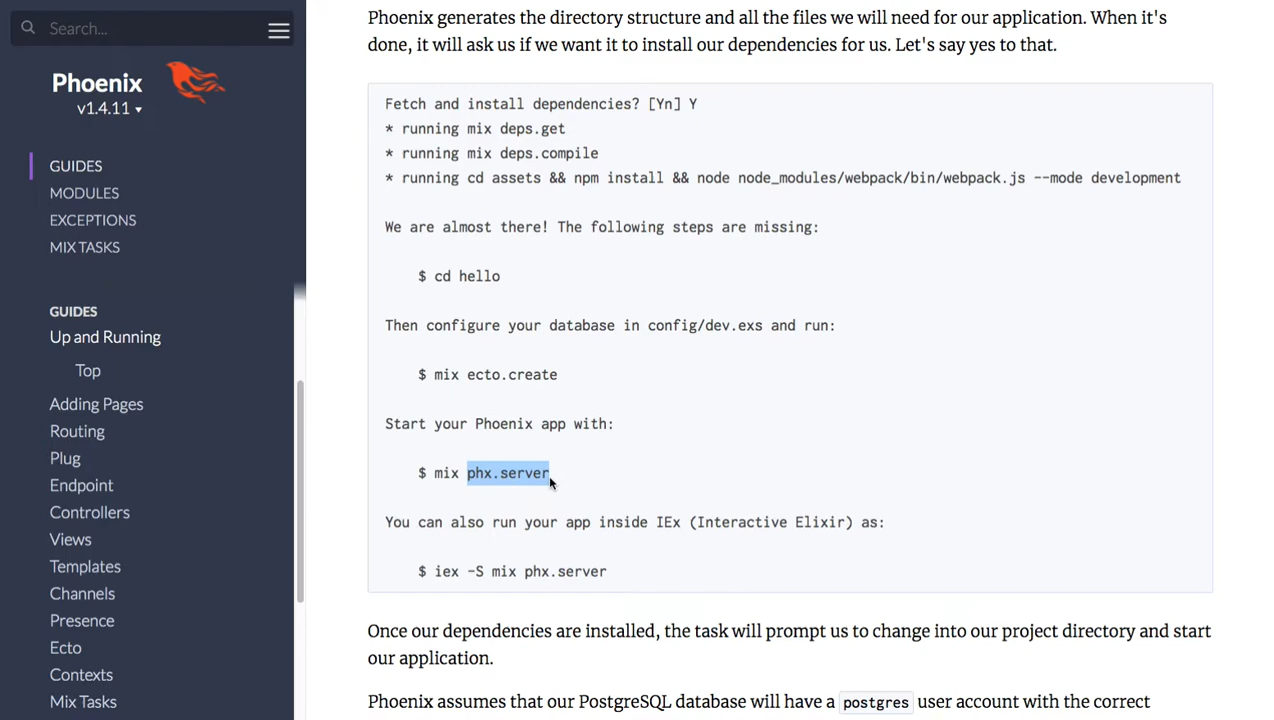 Search...
Phoenix
v1.4.11
GUIDES
MODULES
EXCEPTIONS
MIX TASKS
GUIDES
Up and Running
Top
Adding Pages
Routing
Plug
Endpoint
Controllers
Views
Templates
Channels
Presence
Ecto
Contexts
Mix Tasks
Phoenix generates the directory structure and all the files we will need for our application. When it's
done, it will ask us if we want it to install our dependencies for us. Let's say yes to that.
Fetch and install dependencies? [Yn] Y
* running mix deps.get
* running mix deps.compile
* running cd assets && npm install && node node_modules/webpack/bin/webpack.js --mode development
We are almost there! The following steps are missing:
$ cd hello
Then configure your database in config/dev.exs and run:
$ mix ecto.create
Start your Phoenix app with:
$ mix phx.server
You can also run your app inside IEx (Interactive Elixir) as:
$ iex -S mix phx.server
Once our dependencies are installed, the task will prompt us to change into our project directory and start
our application.
Phoenix assumes that our PostgreSQL database will have a postgres user account with the correct